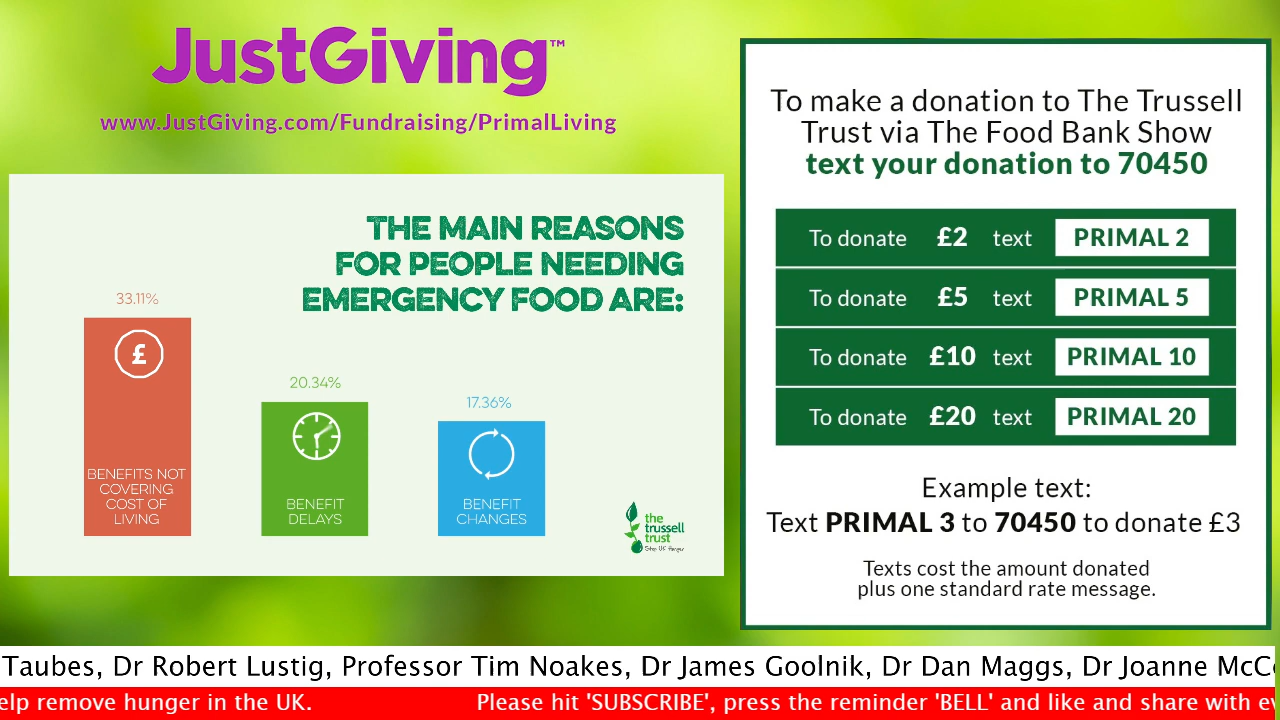 JustGiving™
www.JustGiving.com/Fundraising/PrimalLiving
THE MAIN REASONS
FOR PEOPLE NEEDING
EMERGENCY FOOD ARE:
33.11%
£
BENEFITS NOT
COVERING
COST OF
LIVING
20.34%
BENEFIT
DELAYS
17.36%
BENEFIT
CHANGES
the
trussell
trust
Stop UK Hunger
To make a donation to The Trussell
Trust via The Food Bank Show
text your donation to 70450
To donate £2 text PRIMAL 2
To donate £5 text PRIMAL 5
To donate £10 text PRIMAL 10
To donate £20 text PRIMAL 20
Example text:
Text PRIMAL 3 to 70450 to donate £3
Texts cost the amount donated
plus one standard rate message.
Taubes, Dr Robert Lustig, Professor Tim Noakes, Dr James Goolnik, Dr Dan Maggs, Dr Joanne McC
elp remove hunger in the UK. Please hit 'SUBSCRIBE', press the reminder 'BELL' and like and share with ev